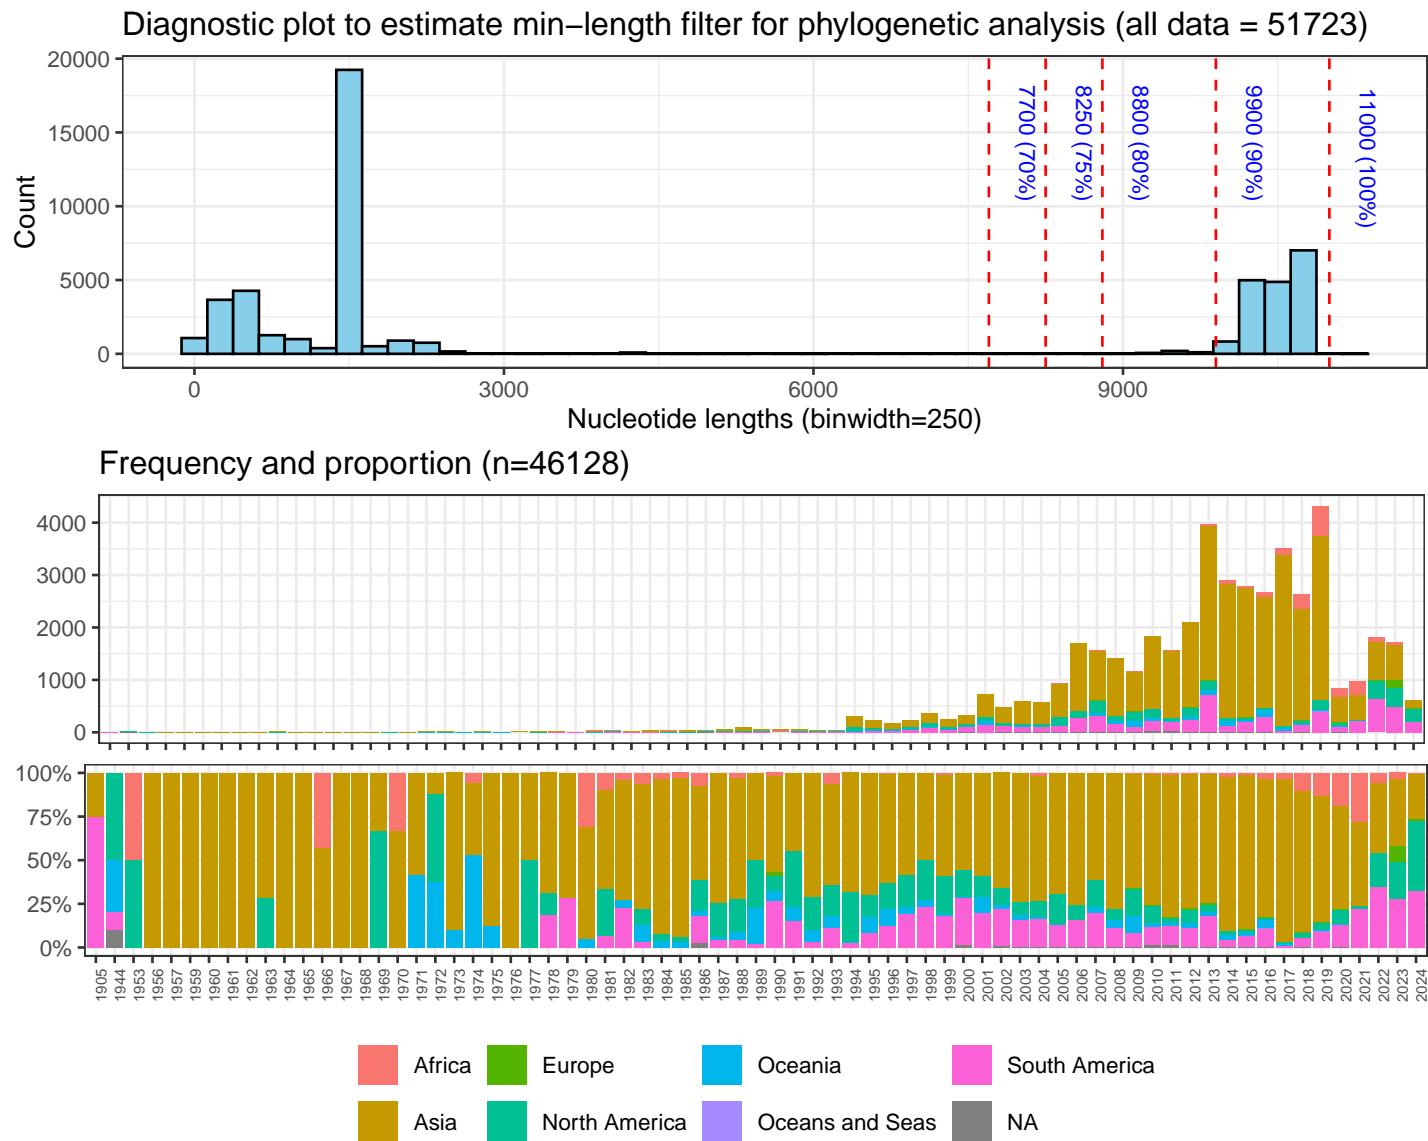 Diagnostic plot to estimate min−length filter for phylogenetic analysis (all data = 51723)
20000
15000
10000
5000
0
Count
7700 (70%)
8250 (75%)
8800 (80%)
9900 (90%)
11000 (100%)
0 3000 6000 9000
Nucleotide lengths (binwidth=250)
Frequency and proportion (n=46128)
4000
3000
2000
1000
0
100%
75%
50%
25%
0%
1905 1944 1953 1956 1957 1959 1960 1961 1962 1963 1964 1965 1966 1967 1968 1969 1970 1971 1972 1973 1974 1975 1976 1977 1978 1979 1980 1981 1982 1983 1984 1985 1986 1987 1988 1989 1990 1991 1992 1993 1994 1995 1996 1997 1998 1999 2000 2001 2002 2003 2004 2005 2006 2007 2008 2009 2010 2011 2012 2013 2014 2015 2016 2017 2018 2019 2020 2021 2022 2023 2024
Africa Europe Oceania South America
Asia North America Oceans and Seas NA